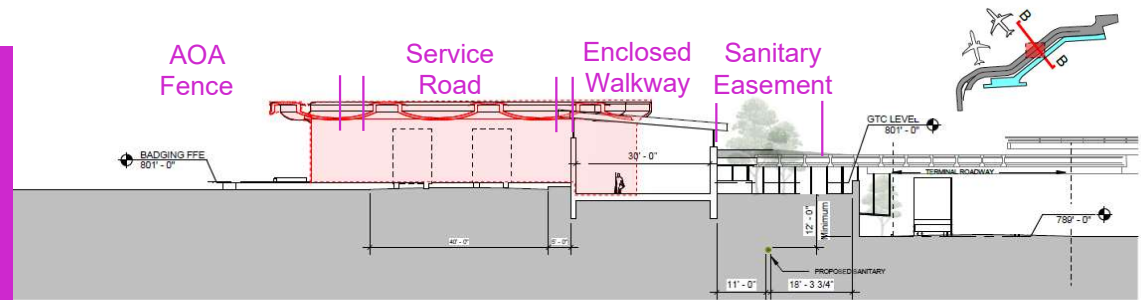 AOA
Fence
Service
Road
Enclosed
Walkway
Sanitary
Easement
B
B
GTC LEVEL
801' - 0"
BADGING FFE
801' - 0"
30' - 0"
TERMINAL ROADWAY
789' - 0"
12' - 0"
Minimum
40' - 0"
5' - 0"
PROPOSED SANITARY
11' - 0"
18' - 3 3/4"